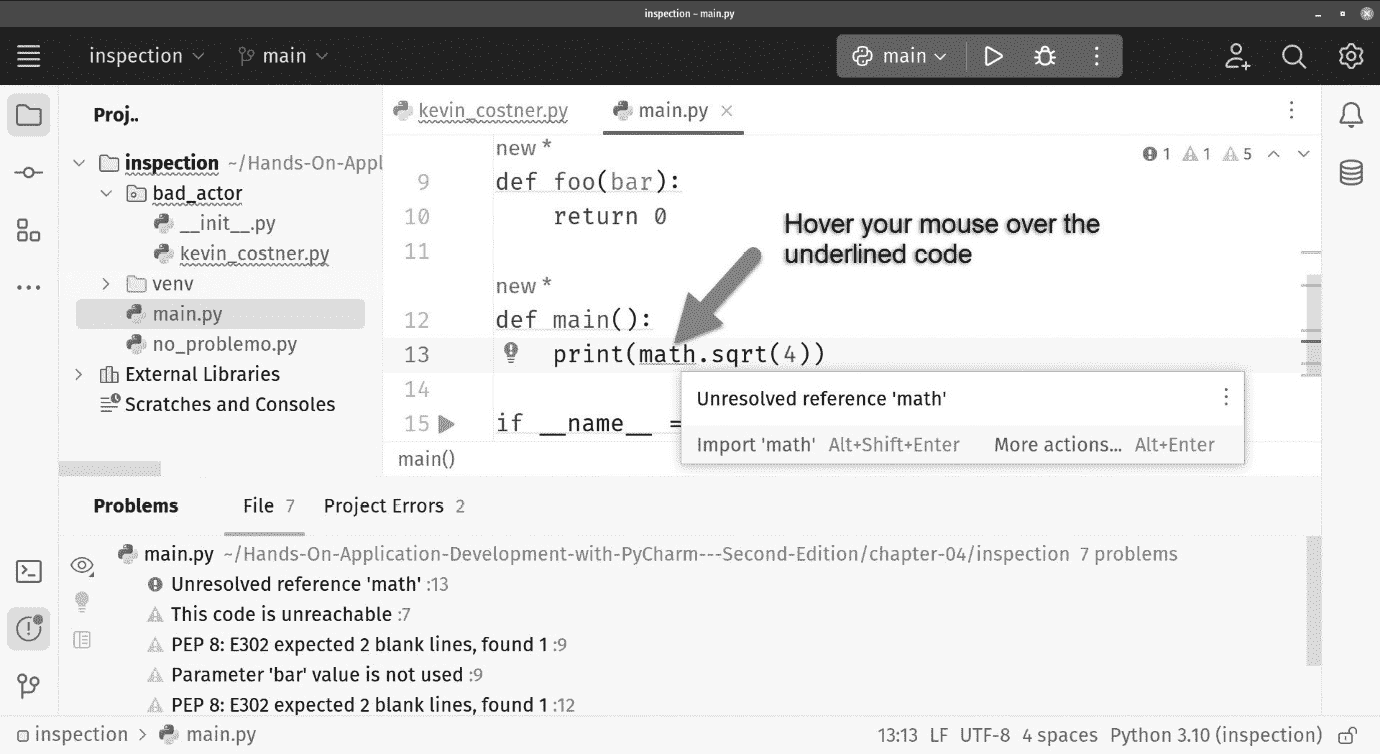 inspection – main.py
inspection main main
Proj..
inspection ~/Hands-On-Appl
bad_actor
__init__.py
kevin_costner.py
venv
main.py
no_problemo.py
External Libraries
Scratches and Consoles
kevin_costner.py main.py
1 1 5
new *
9 def foo(bar):
10 return 0
11
new *
12 def main():
13 print(math.sqrt(4))
14
15 if __name__ =
Hover your mouse over the
underlined code
Unresolved reference 'math'
Import 'math' Alt+Shift+Enter More actions... Alt+Enter
main()
Problems File 7 Project Errors 2
main.py ~/Hands-On-Application-Development-with-PyCharm---Second-Edition/chapter-04/inspection 7 problems
Unresolved reference 'math' :13
This code is unreachable :7
PEP 8: E302 expected 2 blank lines, found 1 :9
Parameter 'bar' value is not used :9
PEP 8: E302 expected 2 blank lines, found 1 :12
inspection > main.py 13:13 LF UTF-8 4 spaces Python 3.10 (inspection)